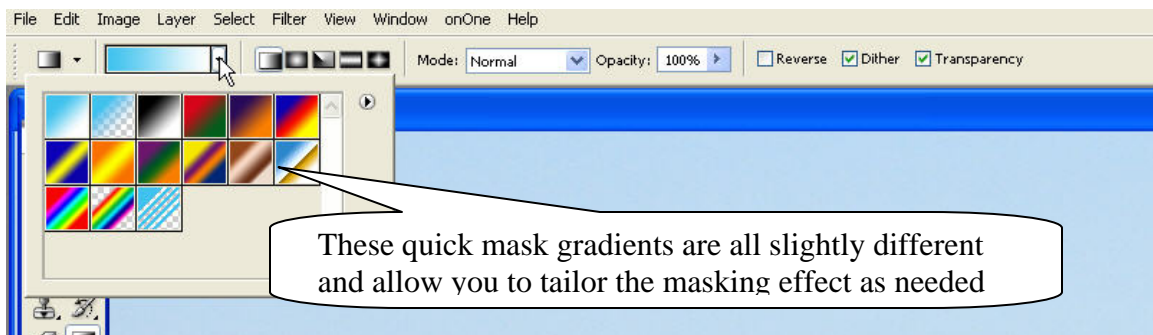 File Edit Image Layer Select Filter View Window onOne Help
Mode: Normal Opacity: 100% Reverse Dither Transparency
These quick mask gradients are all slightly different
and allow you to tailor the masking effect as needed